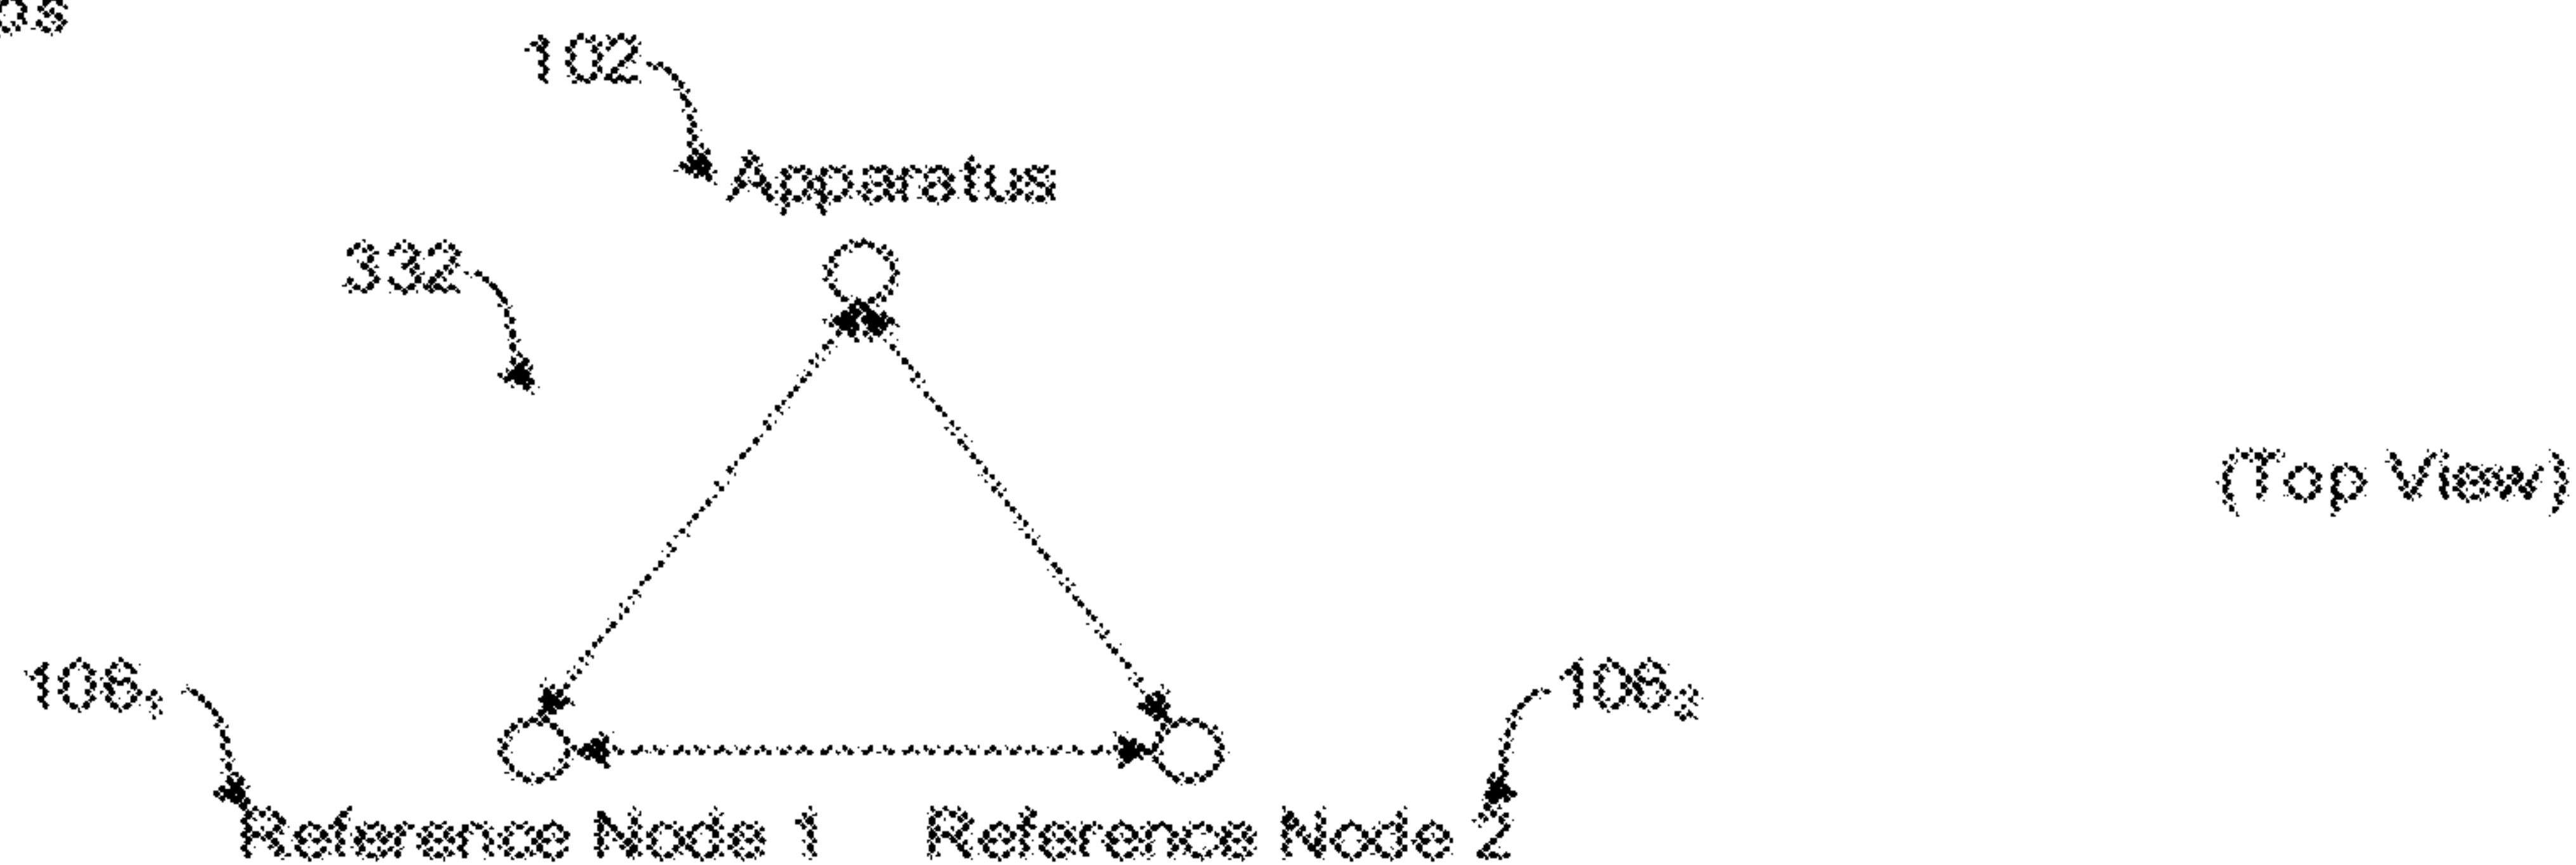 102
Apparatus
332
(Top View)
106₁
106₂
Reference Node 1
Reference Node 2